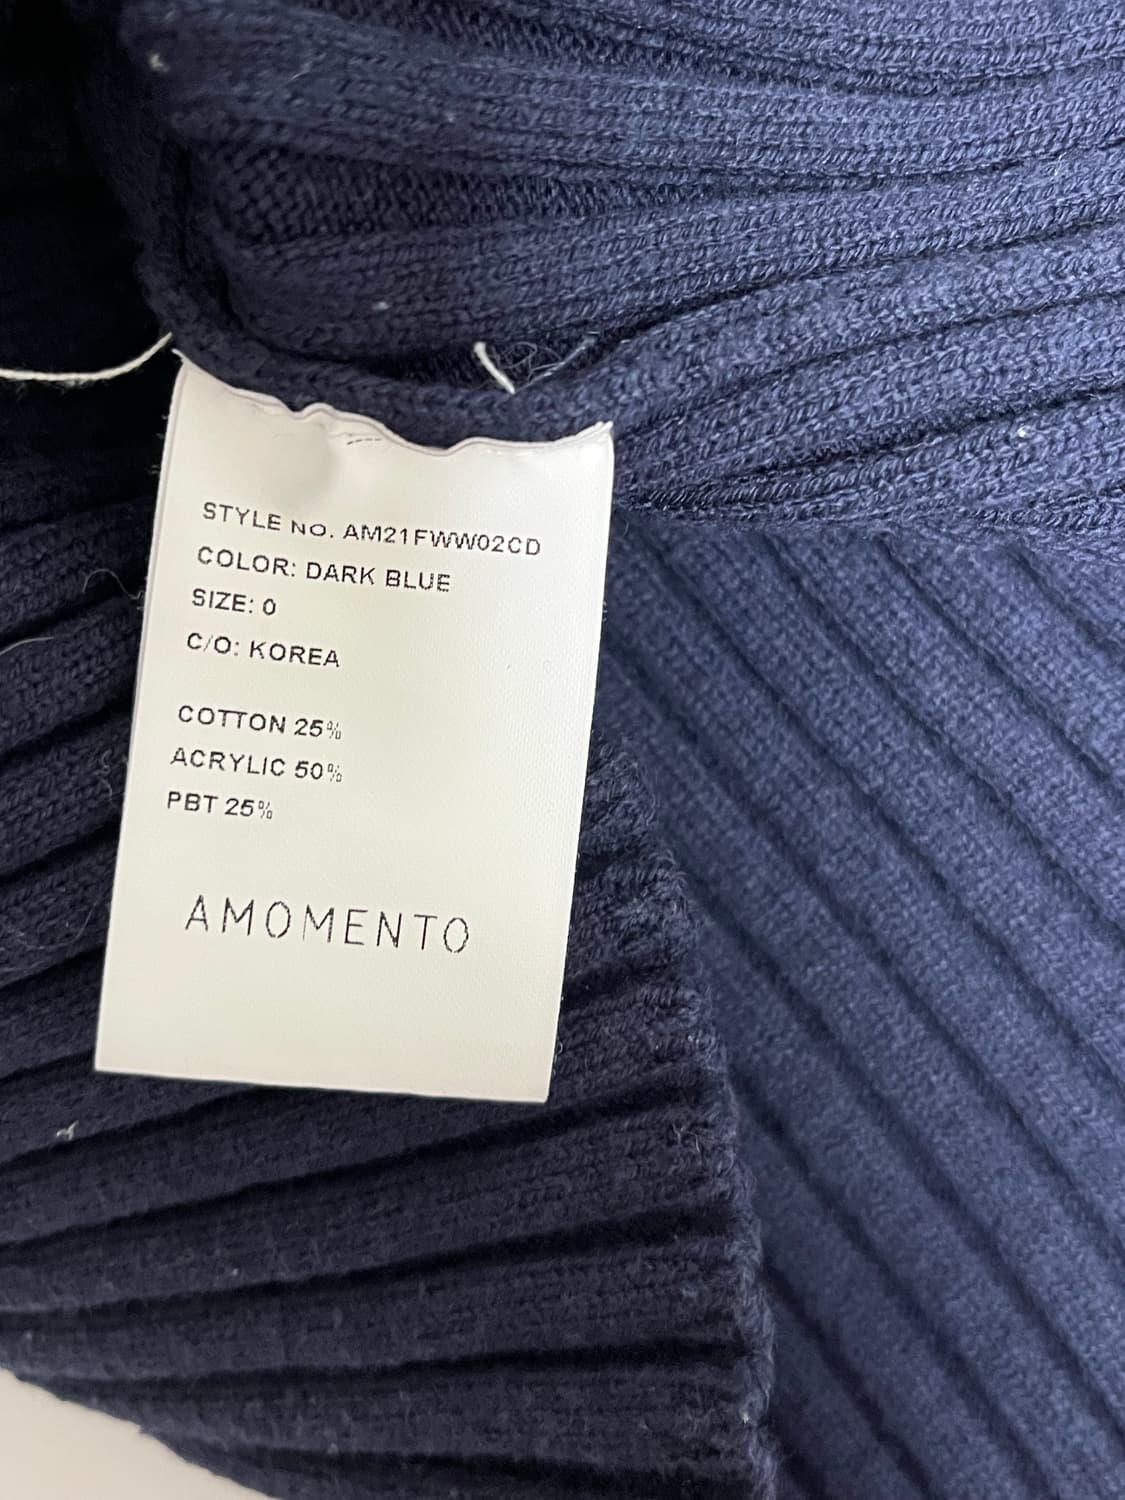 STYLE NO. AM21FWW02CD
COLOR: DARK BLUE
SIZE: 0
C/O: KOREA
COTTON 25%
ACRYLIC 50%
PBT 25%
AMOMENTO